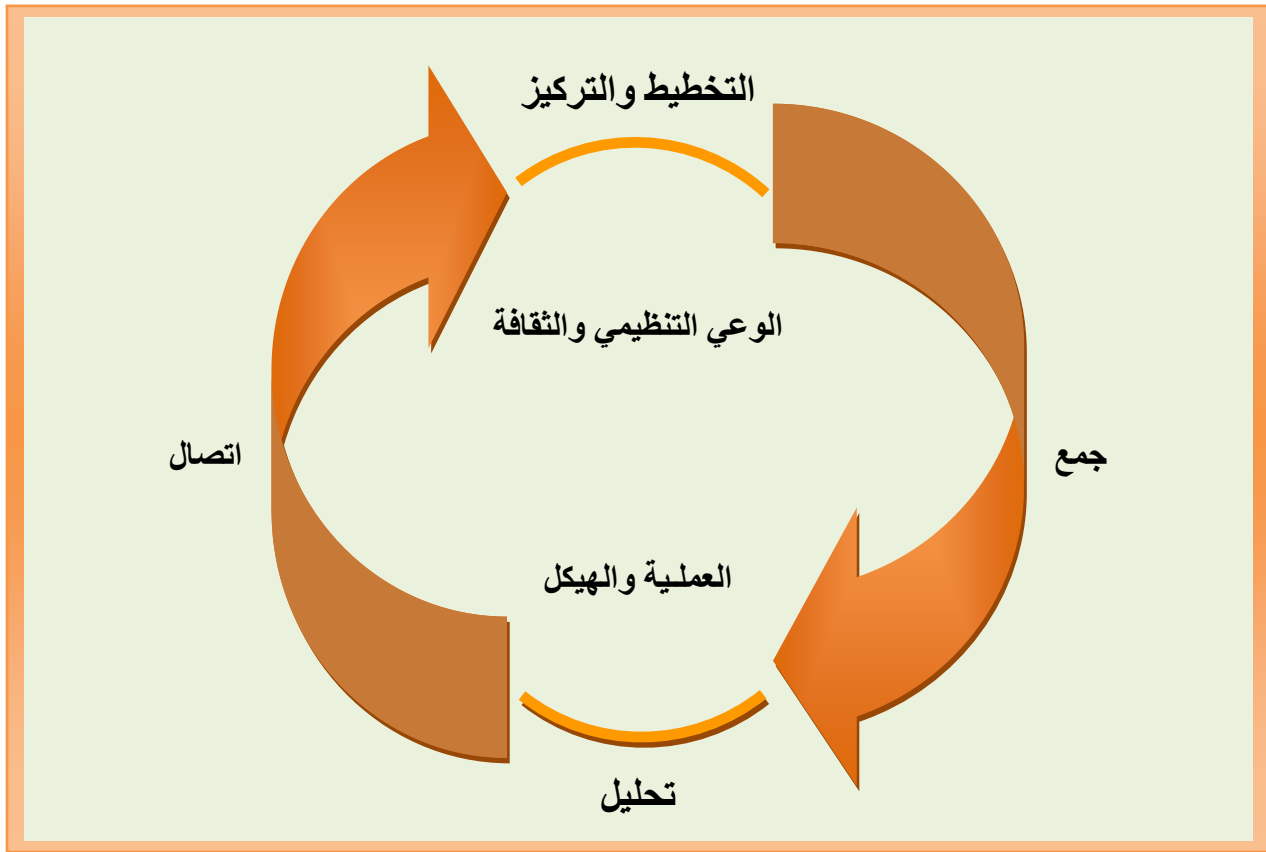 التخطيط والتركيز
الوعي التنظيمي والثقافة
جمع
اتصال
العملية والهيكل
تحليل